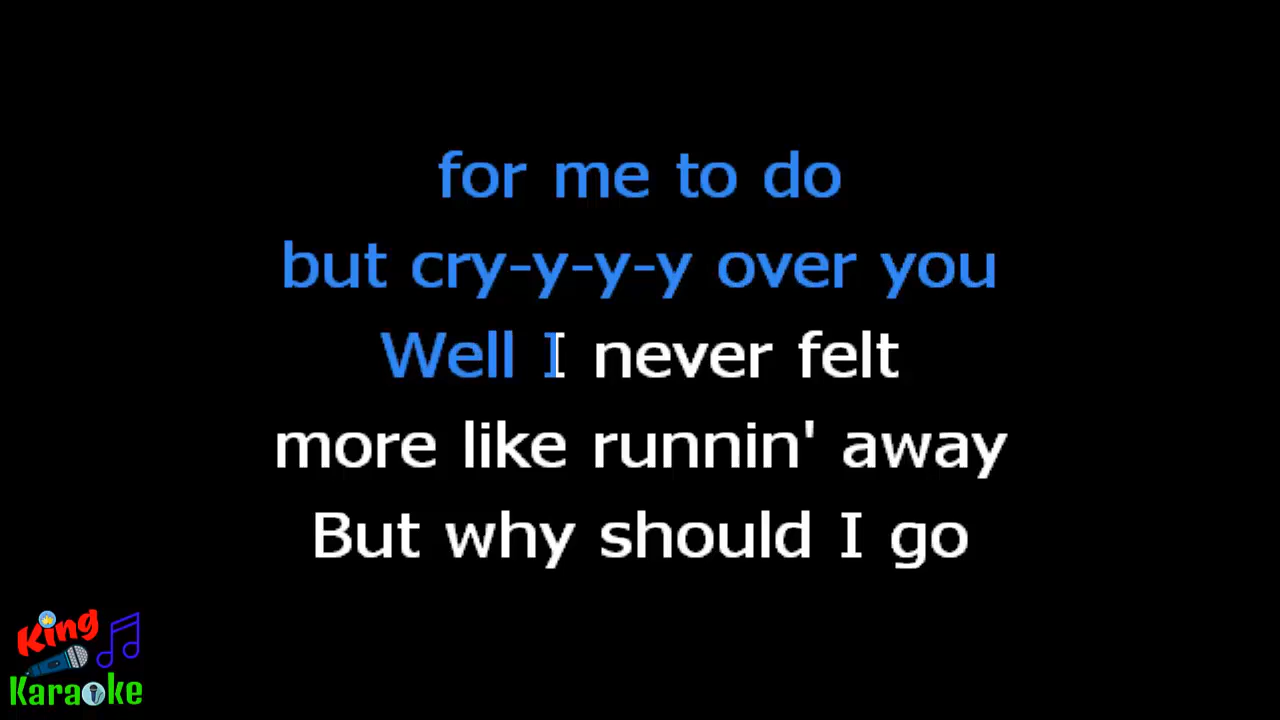 for me to do
but cry-y-y-y over you
Well I never felt
more like runnin' away
But why should I go
King
Karaoke